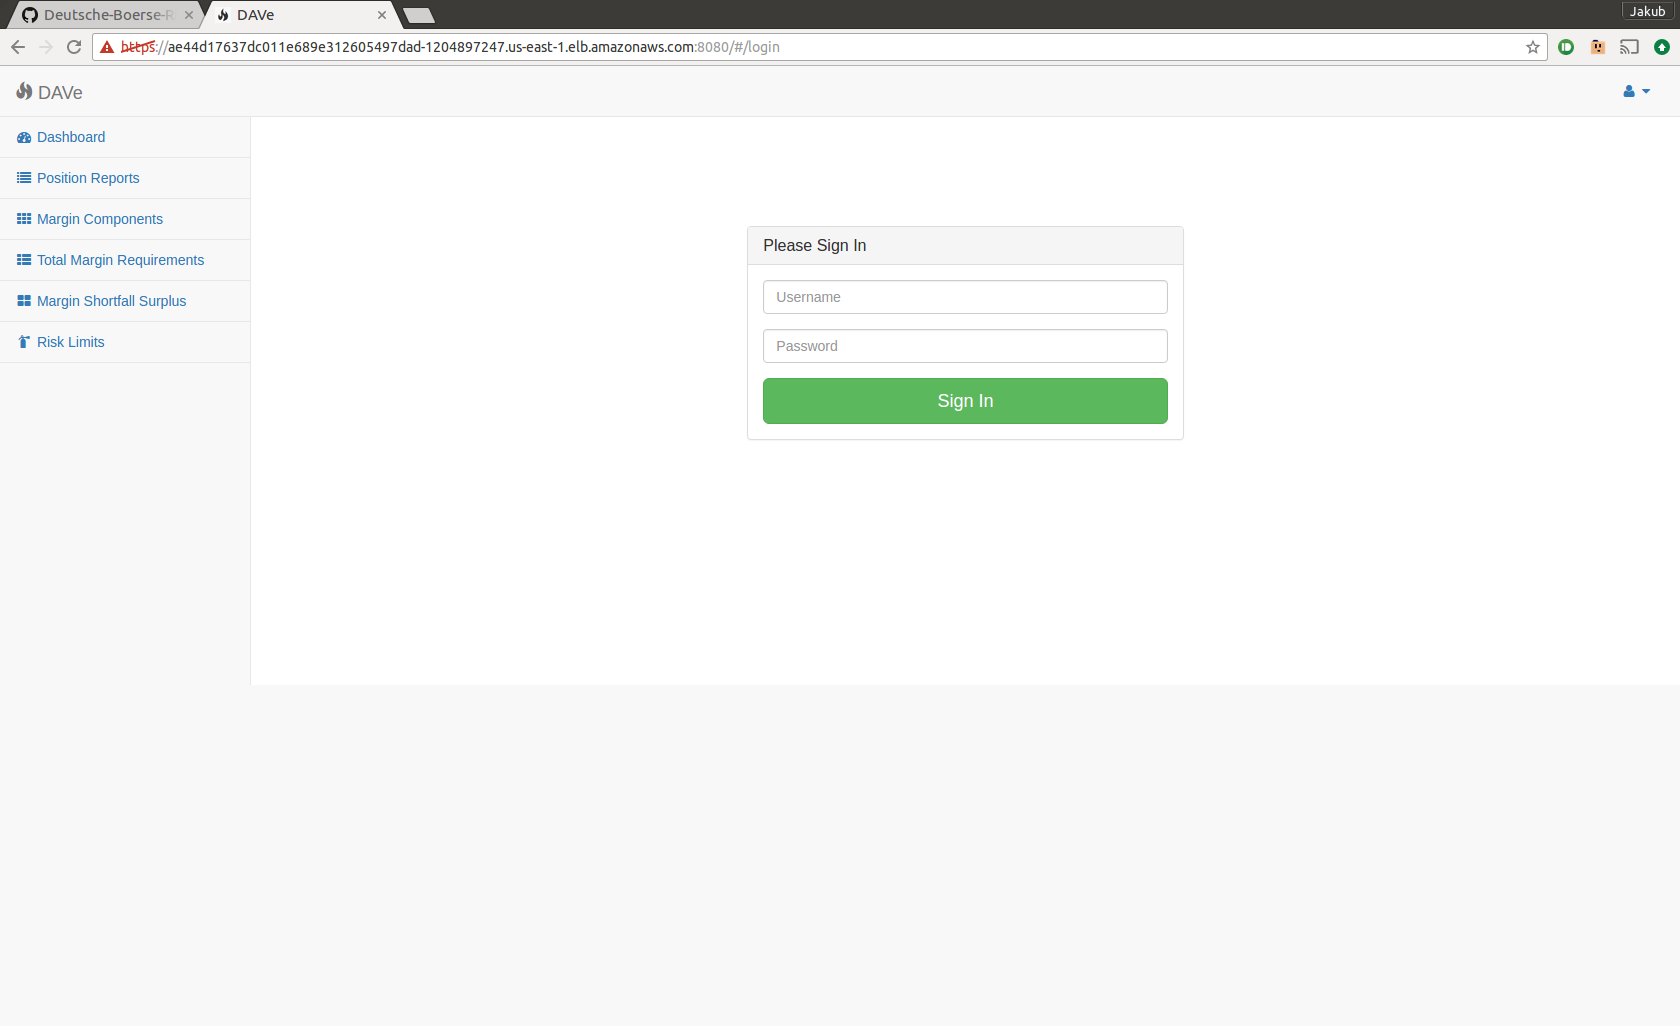 Deutsche-Boerse-R
DAVe
Jakub
https://ae44d17637dc011e689e312605497dad-1204897247.us-east-1.elb.amazonaws.com:8080/#/login
DAVe
Dashboard
Position Reports
Margin Components
Total Margin Requirements
Margin Shortfall Surplus
Risk Limits
Please Sign In
Username
Password
Sign In